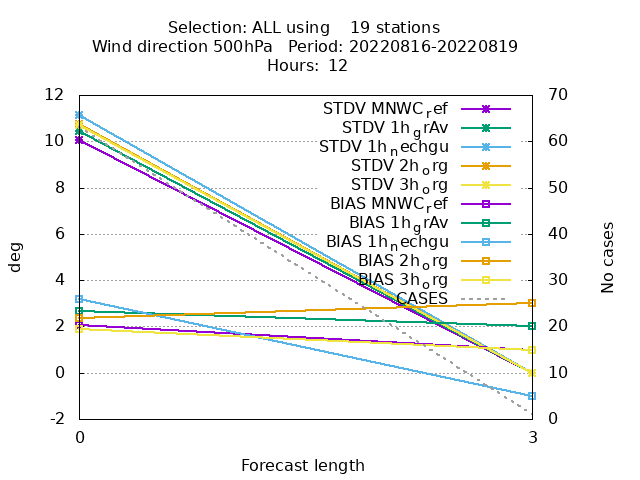 Selection: ALL using    19 stations
Wind direction 500hPa   Period: 20220816-20220819
Hours:  12
12 70
STDV MNWC_ref
STDV 1h_grAv
10 60
STDV 1h_nechgu
STDV 2h_org
8 STDV 3h_org 50
BIAS MNWC_ref
BIAS 1h_grAv
6 40
BIAS 1h_nechgu
BIAS 2h_org
4 BIAS 3h_org 30
CASES
2 20
0 10
-2 0
0 3
deg
No cases
Forecast length